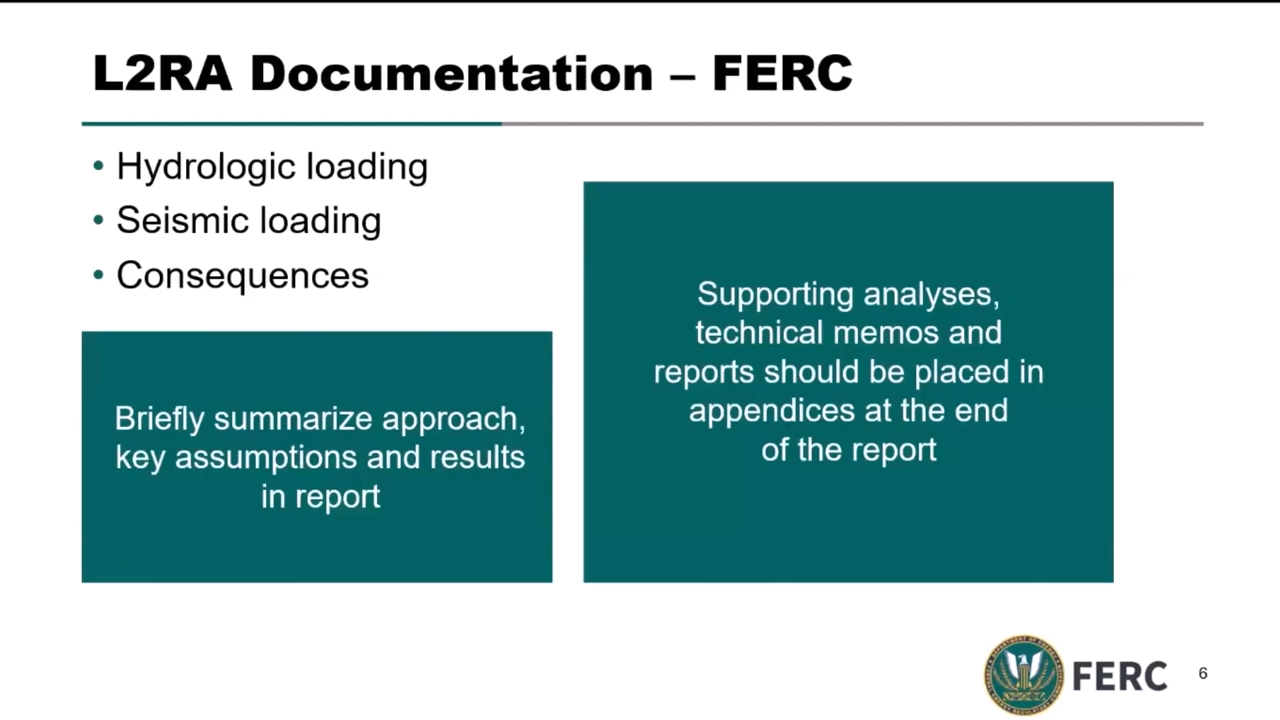 L2RA Documentation – FERC
• Hydrologic loading
• Seismic loading
• Consequences
Briefly summarize approach,
key assumptions and results
in report
Supporting analyses,
technical memos and
reports should be placed in
appendices at the end
of the report
FERC
6